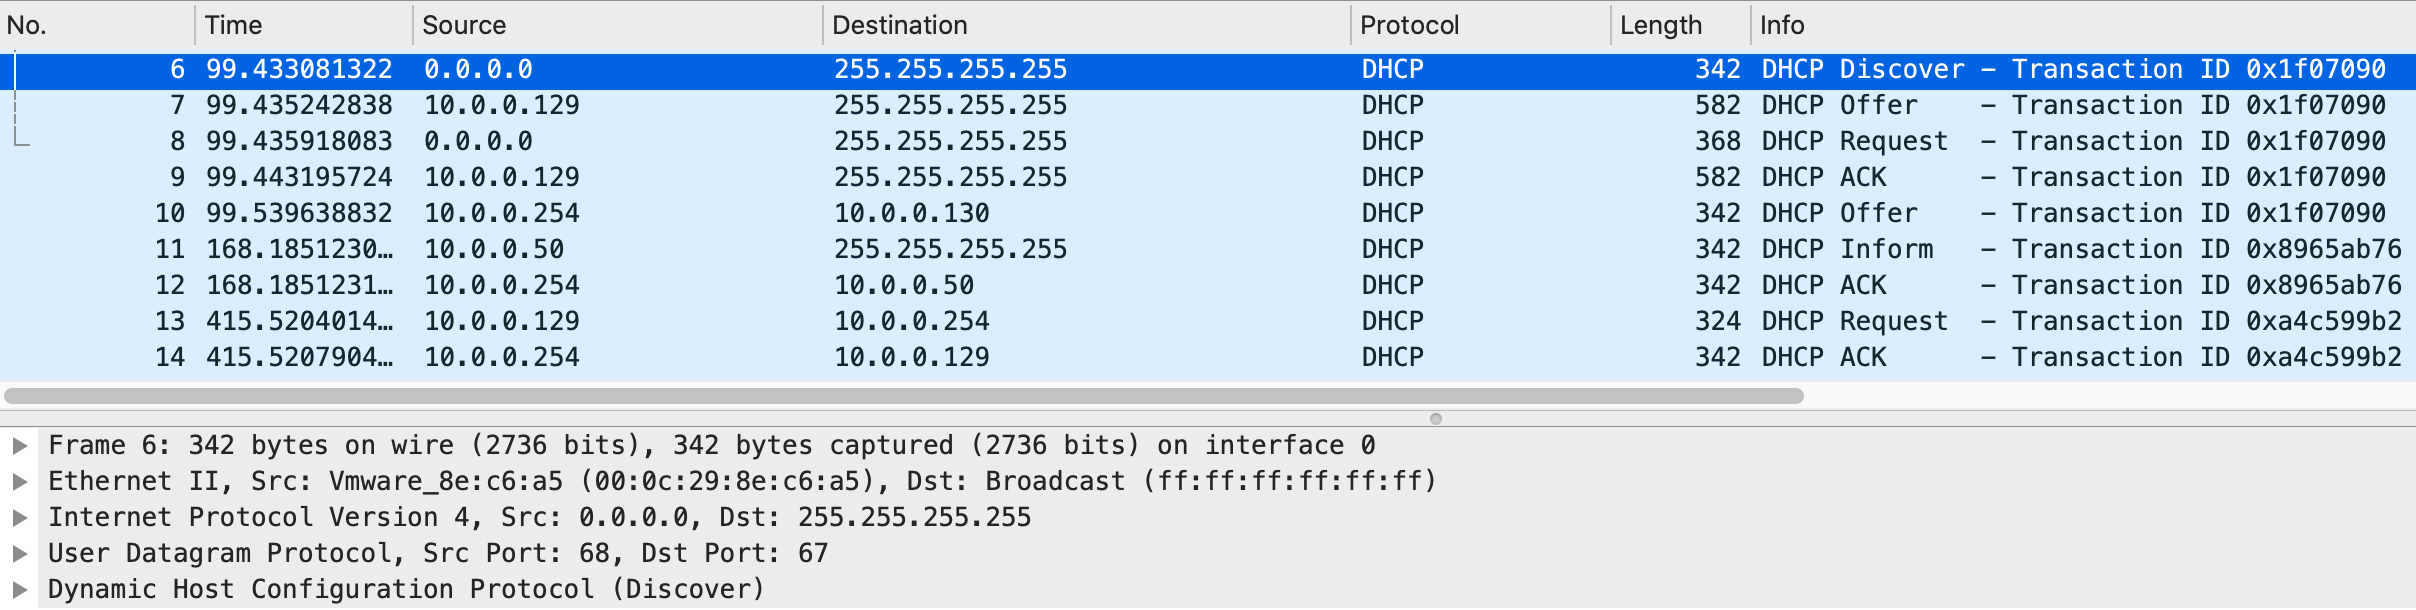 No. Time Source Destination Protocol Length Info
6 99.433081322 0.0.0.0 255.255.255.255 DHCP 342 DHCP Discover – Transaction ID 0x1f07090
7 99.435242838 10.0.0.129 255.255.255.255 DHCP 582 DHCP Offer – Transaction ID 0x1f07090
8 99.435918083 0.0.0.0 255.255.255.255 DHCP 368 DHCP Request – Transaction ID 0x1f07090
9 99.443195724 10.0.0.129 255.255.255.255 DHCP 582 DHCP ACK – Transaction ID 0x1f07090
10 99.539638832 10.0.0.254 10.0.0.130 DHCP 342 DHCP Offer – Transaction ID 0x1f07090
11 168.1851230… 10.0.0.50 255.255.255.255 DHCP 342 DHCP Inform – Transaction ID 0x8965ab76
12 168.1851231… 10.0.0.254 10.0.0.50 DHCP 342 DHCP ACK – Transaction ID 0x8965ab76
13 415.5204014… 10.0.0.129 10.0.0.254 DHCP 324 DHCP Request – Transaction ID 0xa4c599b2
14 415.5207904… 10.0.0.254 10.0.0.129 DHCP 342 DHCP ACK – Transaction ID 0xa4c599b2
Frame 6: 342 bytes on wire (2736 bits), 342 bytes captured (2736 bits) on interface 0
Ethernet II, Src: Vmware_8e:c6:a5 (00:0c:29:8e:c6:a5), Dst: Broadcast (ff:ff:ff:ff:ff:ff)
Internet Protocol Version 4, Src: 0.0.0.0, Dst: 255.255.255.255
User Datagram Protocol, Src Port: 68, Dst Port: 67
Dynamic Host Configuration Protocol (Discover)